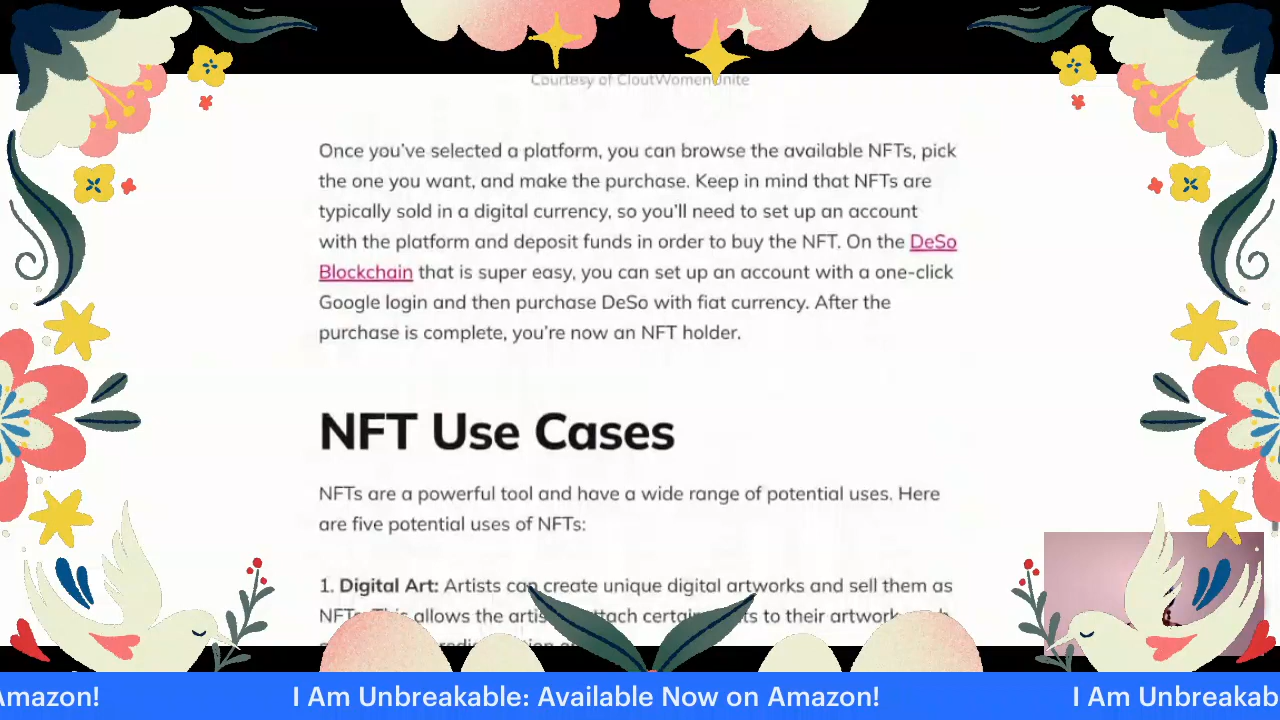 Courtesy of CloutWomenUnite
Once you've selected a platform, you can browse the available NFTs, pick
the one you want, and make the purchase. Keep in mind that NFTs are
typically sold in a digital currency, so you'll need to set up an account
with the platform and deposit funds in order to buy the NFT. On the DeSo
Blockchain that is super easy, you can set up an account with a one-click
Google login and then purchase DeSo with fiat currency. After the
purchase is complete, you're now an NFT holder.
NFT Use Cases
NFTs are a powerful tool and have a wide range of potential uses. Here
are five potential uses of NFTs:
1. Digital Art: Artists can create unique digital artworks and sell them as
allows the to their artwork
Amazon! I Am Unbreakable: Available Now on Amazon! I Am Unbreakab